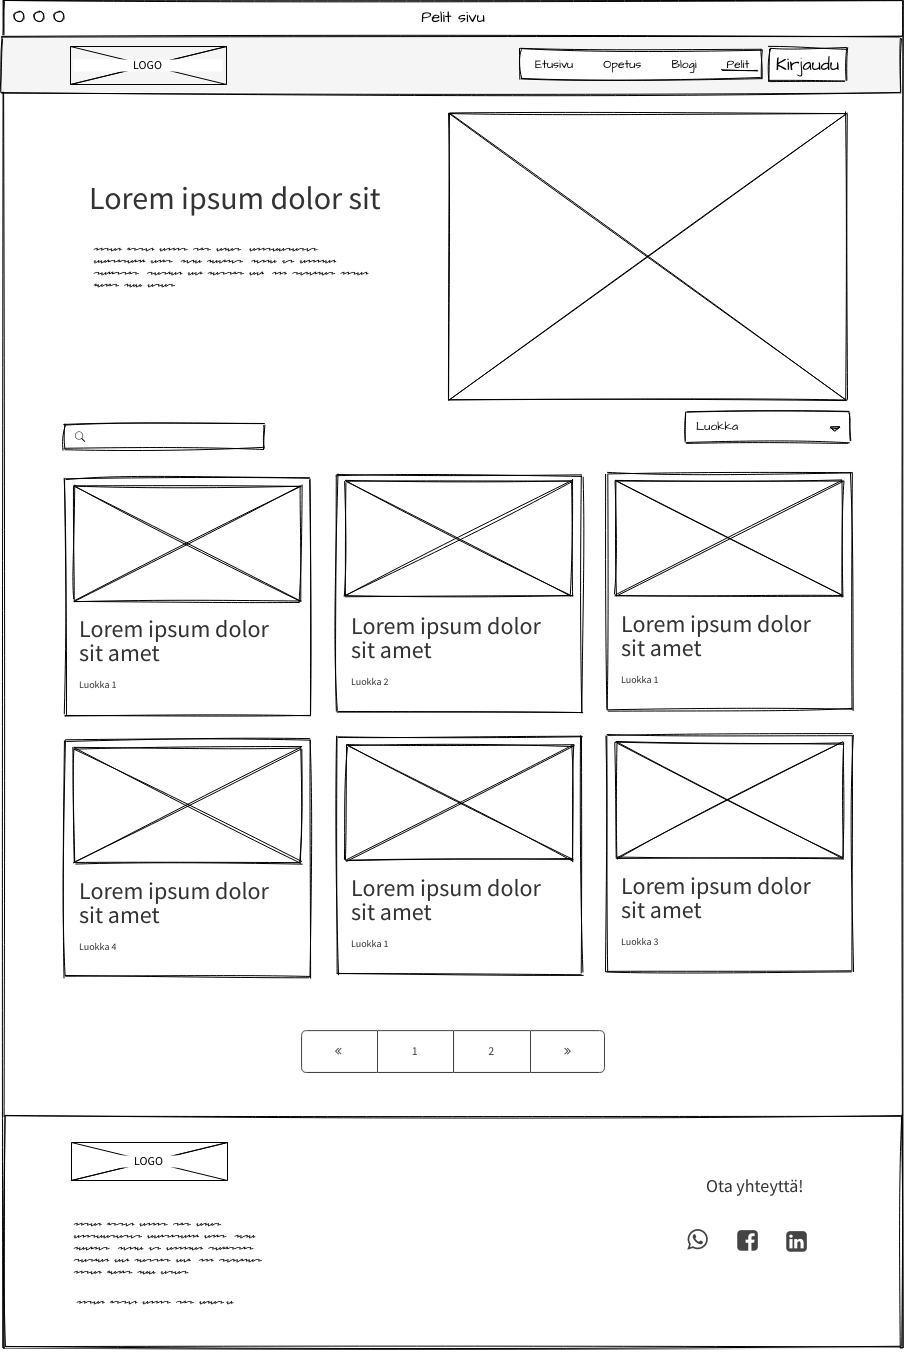 Pelit sivu
LOGO
Etusivu Opetus Blogi Pelit Kirjaudu
Lorem ipsum dolor sit
Luokka
Lorem ipsum dolor
sit amet
Luokka 1
Lorem ipsum dolor
sit amet
Luokka 2
Lorem ipsum dolor
sit amet
Luokka 1
Lorem ipsum dolor
sit amet
Luokka 4
Lorem ipsum dolor
sit amet
Luokka 1
Lorem ipsum dolor
sit amet
Luokka 3
« 1 2 »
LOGO
Ota yhteyttä!